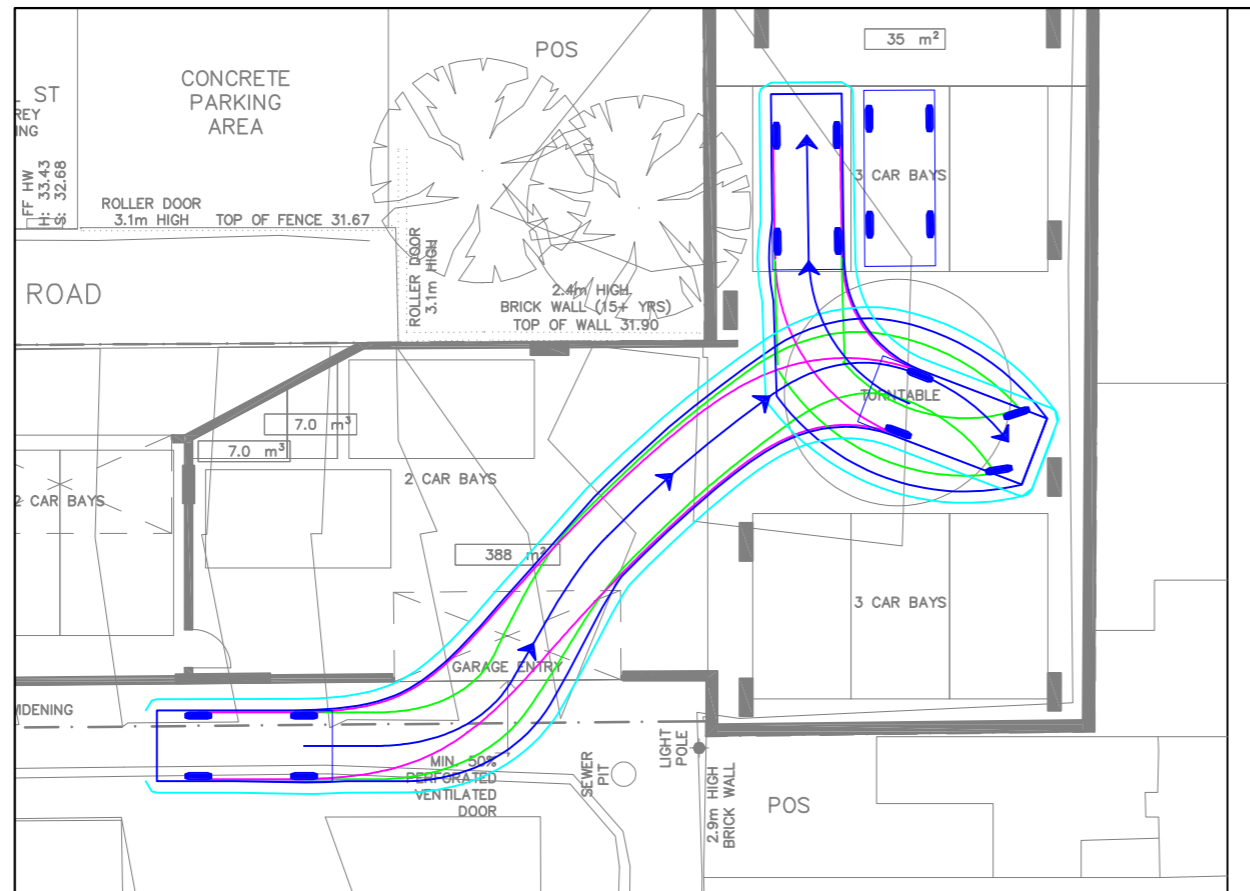 35 m²
POS
CONCRETE
PARKING
AREA
ST
FF HW
H: 33.43
S: 32.68
3 CAR BAYS
ROLLER DOOR
3.1m HIGH
TOP OF FENCE 31.67
ROLLER DOOR
3.1m HIGH
2.4m HIGH
BRICK WALL (15+ YRS)
TOP OF WALL 31.90
ROAD
TURNTABLE
7.0 m³
7.0 m³
2 CAR BAYS
2 CAR BAYS
388 m²
3 CAR BAYS
GARAGE ENTRY
MIN. 50%
PERFORATED
VENTILATED
DOOR
SEWER
PIT
LIGHT
POLE
2.9m HIGH
BRICK WALL
POS